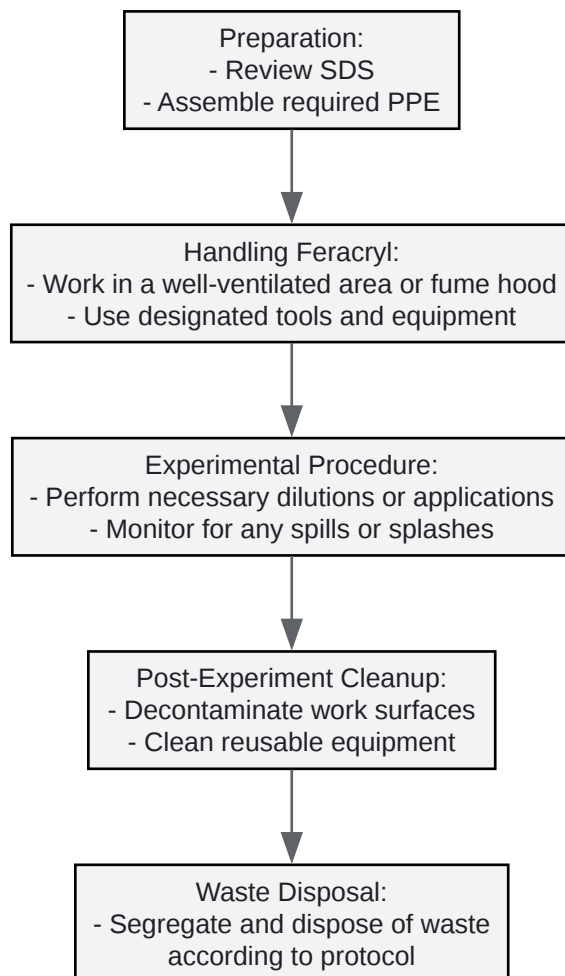 Preparation:
- Review SDS
- Assemble required PPE
Handling Feracryl:
- Work in a well-ventilated area or fume hood
- Use designated tools and equipment
Experimental Procedure:
- Perform necessary dilutions or applications
- Monitor for any spills or splashes
Post-Experiment Cleanup:
- Decontaminate work surfaces
- Clean reusable equipment
Waste Disposal:
- Segregate and dispose of waste
according to protocol